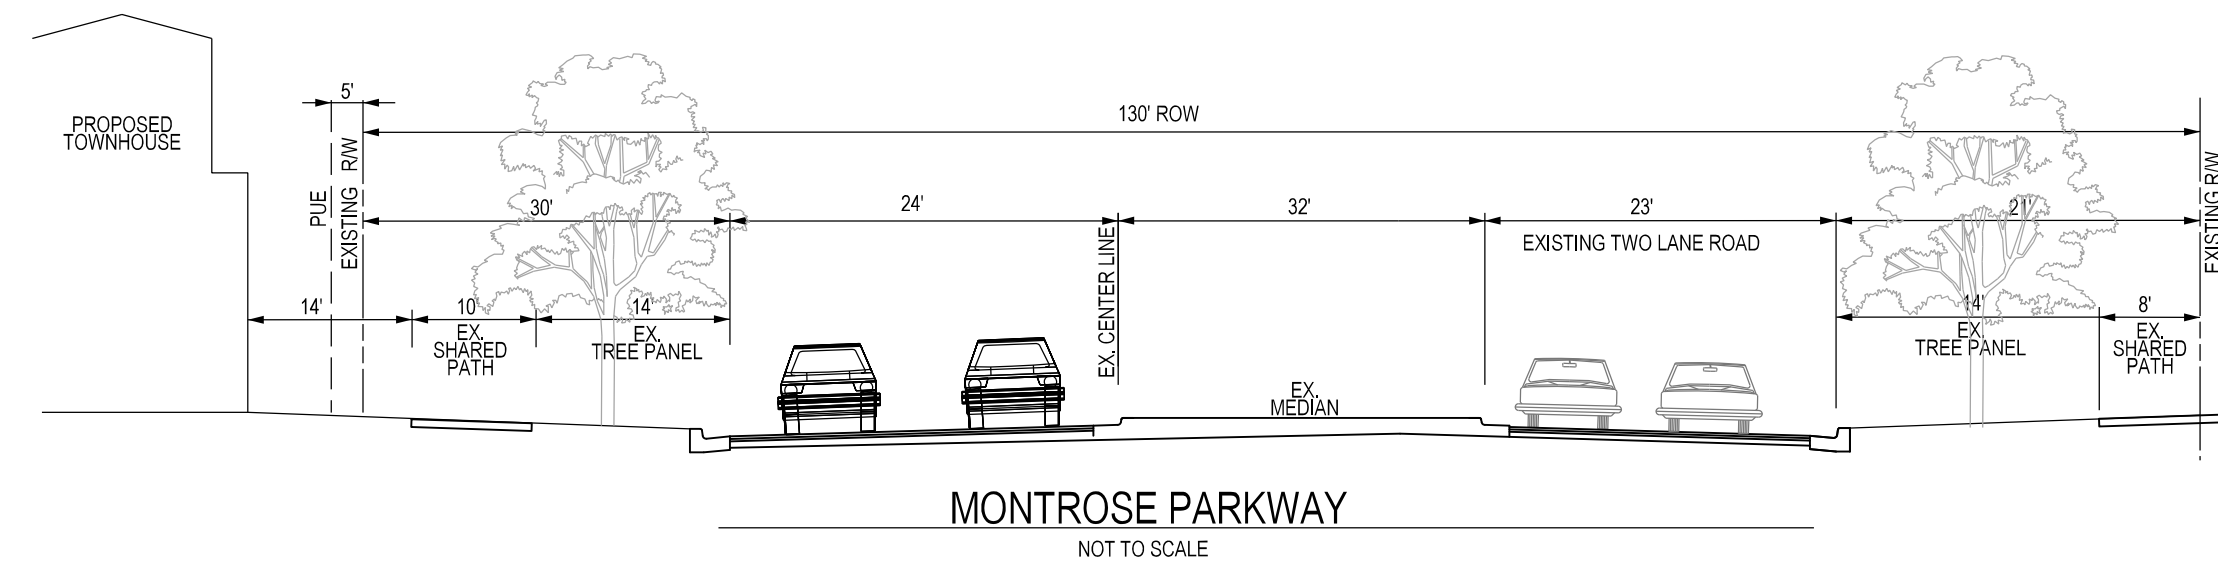 5'
130' ROW
PROPOSED
TOWNHOUSE
PUE
EXISTING R/W
30'
24'
32'
23'
21'
EXISTING R/W
EX. CENTER LINE
EXISTING TWO LANE ROAD
14'
10'
14'
14'
8'
EX.
SHARED
PATH
EX.
TREE PANEL
EX.
TREE PANEL
EX.
SHARED
PATH
EX.
MEDIAN
MONTROSE PARKWAY
NOT TO SCALE